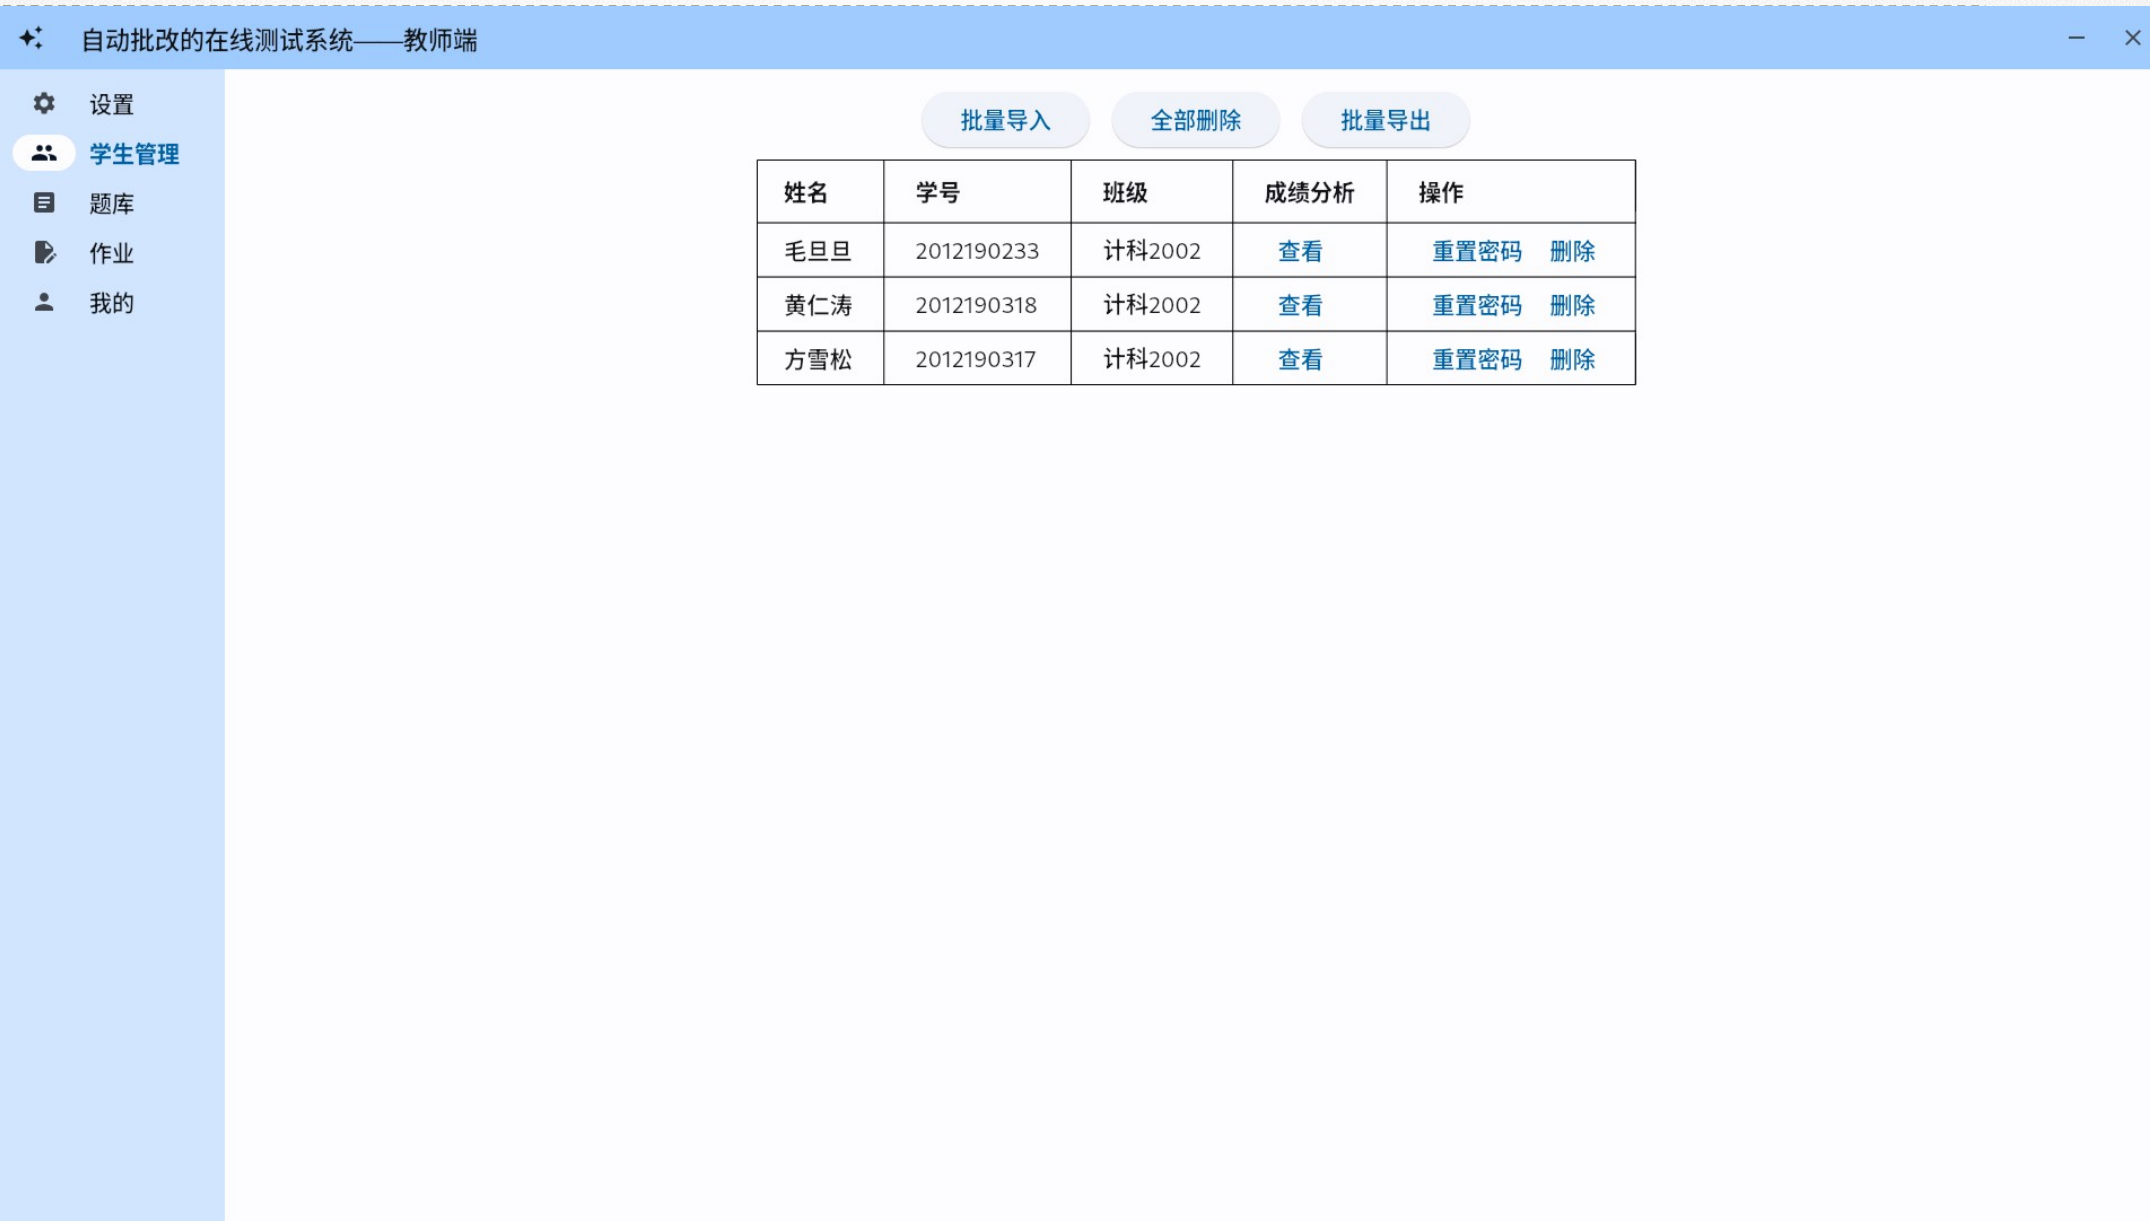 自动批改的在线测试系统——教师端
设置
学生管理
题库
作业
我的
批量导入 全部删除 批量导出
姓名 学号 班级 成绩分析 操作
毛旦旦 2012190233 计科2002 查看 重置密码 删除
黄仁涛 2012190318 计科2002 查看 重置密码 删除
方雪松 2012190317 计科2002 查看 重置密码 删除